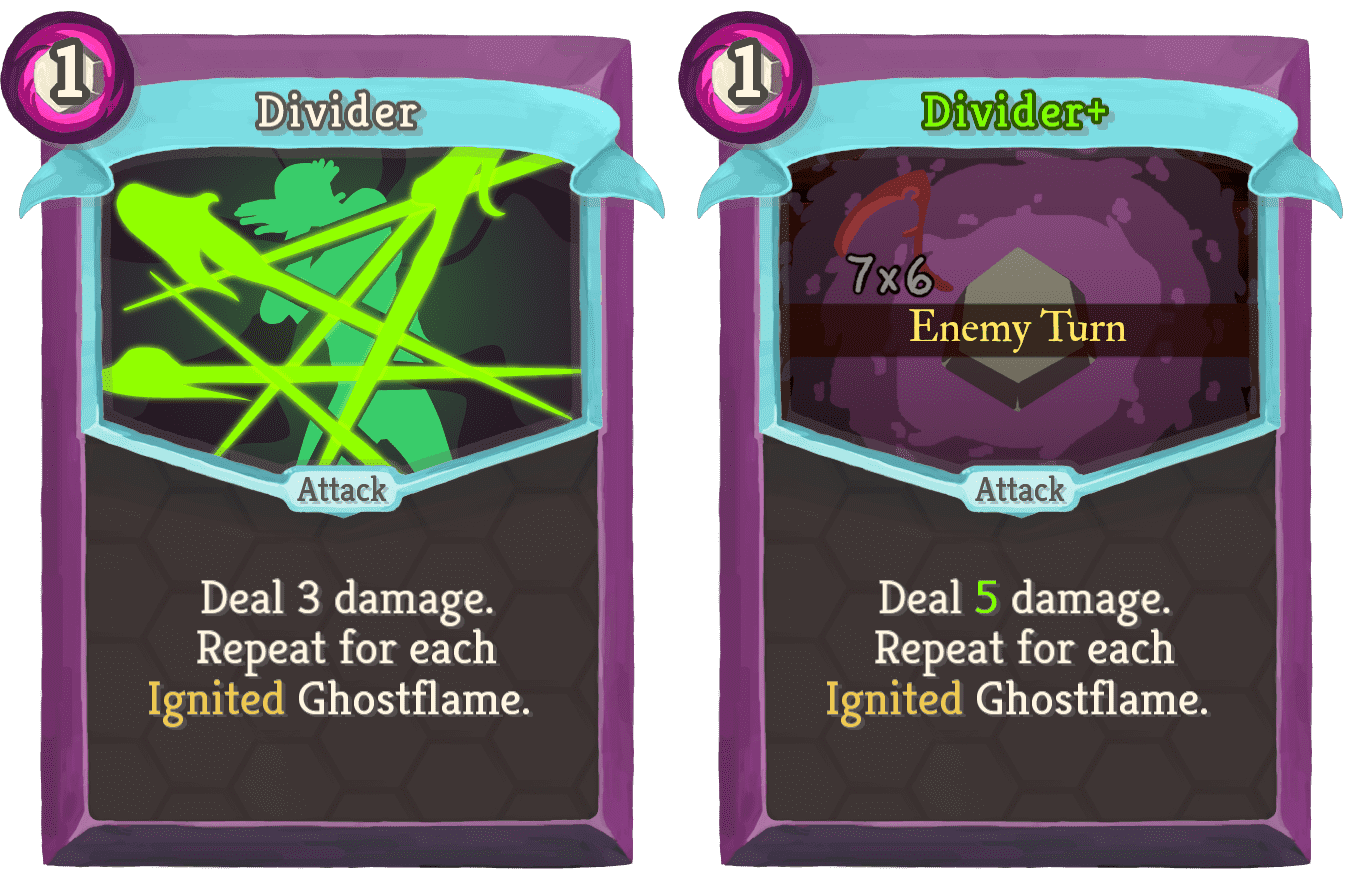 1
Divider
Attack
Deal 3 damage.
Repeat for each
Ignited Ghostflame.
1
Divider+
7x6
Enemy Turn
Attack
Deal 5 damage.
Repeat for each
Ignited Ghostflame.